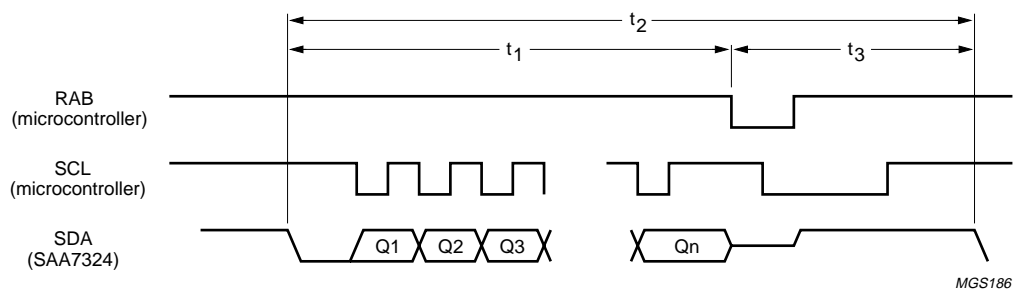 t2
t1
t3
RAB
(microcontroller)
SCL
(microcontroller)
SDA
(SAA7324)
Q1 Q2 Q3 Qn
MGS186